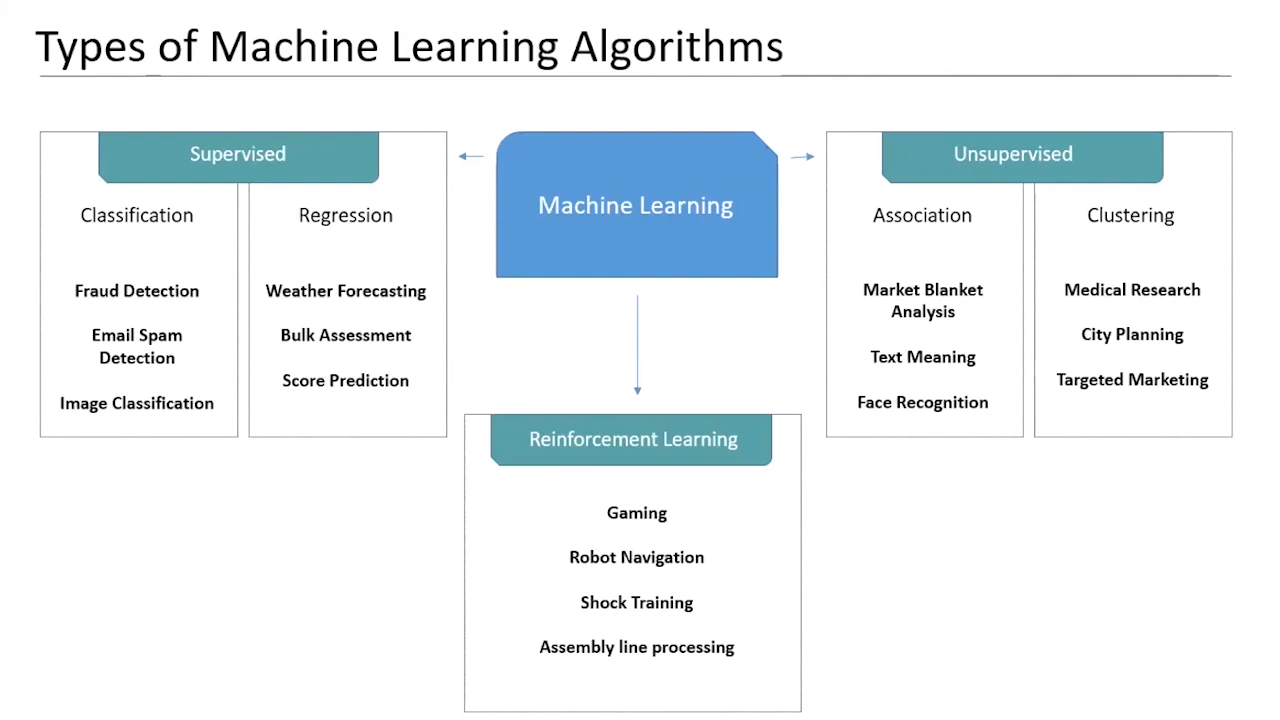 Types of Machine Learning Algorithms
Supervised
Classification
Fraud Detection
Email Spam
Detection
Image Classification
Regression
Weather Forecasting
Bulk Assessment
Score Prediction
Machine Learning
Unsupervised
Association
Market Blanket
Analysis
Text Meaning
Face Recognition
Clustering
Medical Research
City Planning
Targeted Marketing
Reinforcement Learning
Gaming
Robot Navigation
Shock Training
Assembly line processing